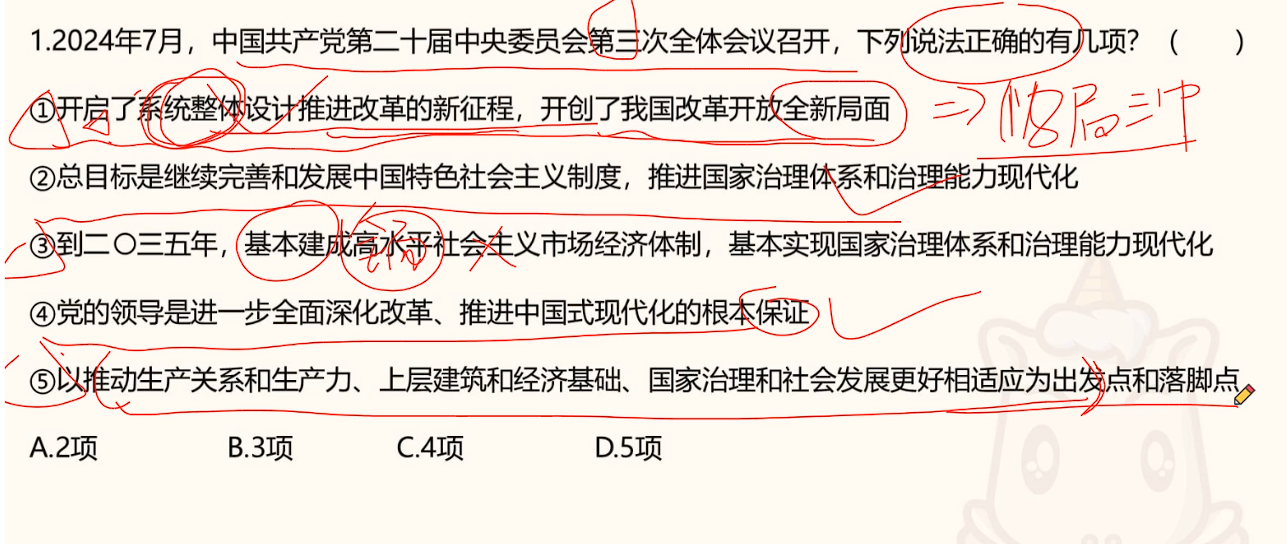 1.2024年7月，中国共产党第二十届中央委员会第三次全体会议召开，下列说法正确的有几项？（ ）
①开启了系统整体设计推进改革的新征程，开创了我国改革开放全新局面
②总目标是继续完善和发展中国特色社会主义制度，推进国家治理体系和治理能力现代化
③到二〇三五年，基本建成高水平社会主义市场经济体制，基本实现国家治理体系和治理能力现代化
全面
④党的领导是进一步全面深化改革、推进中国式现代化的根本保证
⑤以推动生产关系和生产力、上层建筑和经济基础、国家治理和社会发展更好相适应为出发点和落脚点
A.2项 B.3项 C.4项 D.5项